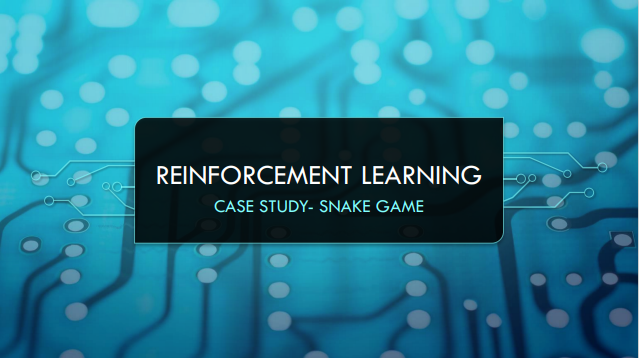 REINFORCEMENT LEARNING
CASE STUDY- SNAKE GAME